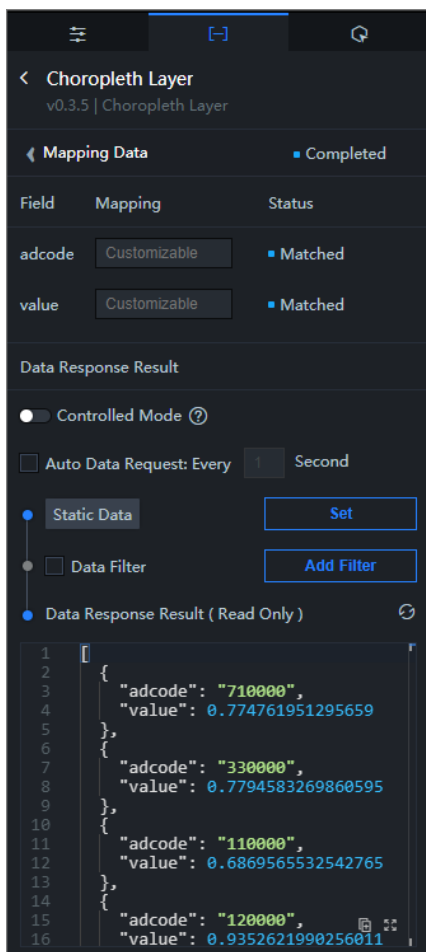 Choropleth Layer
v0.3.5 | Choropleth Layer
Mapping Data Completed
Field Mapping Status
adcode Customizable Matched
value Customizable Matched
Data Response Result
Controlled Mode ?
Auto Data Request: Every 1 Second
Static Data Set
Data Filter Add Filter
Data Response Result ( Read Only )
1 [
2 {
3 "adcode": "710000",
4 "value": 0.774761951295659
5 },
6 {
7 "adcode": "330000",
8 "value": 0.7794583269860595
9 },
10 {
11 "adcode": "110000",
12 "value": 0.6869565532542765
13 },
14 {
15 "adcode": "120000",
16 "value": 0.9352621990256011